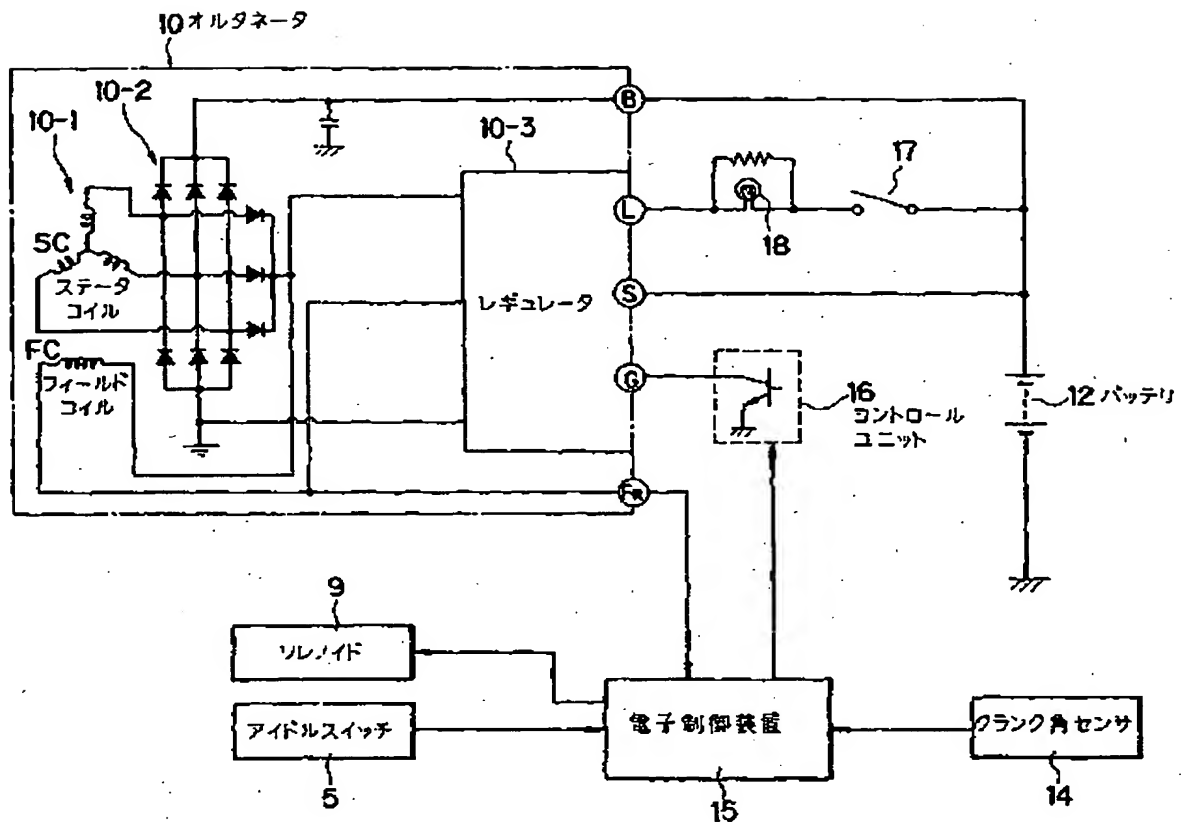 10 オルタネータ
10-2
10-1
10-3
B
17
L
18
SC
ステータ
コイル
レギュレータ
S
FC
フィールド
コイル
G
16
コントロール
ユニット
12 バッテリ
FR
9
ソレノイド
アイドルスイッチ
5
電子制御装置
15
クランク角センサ
14